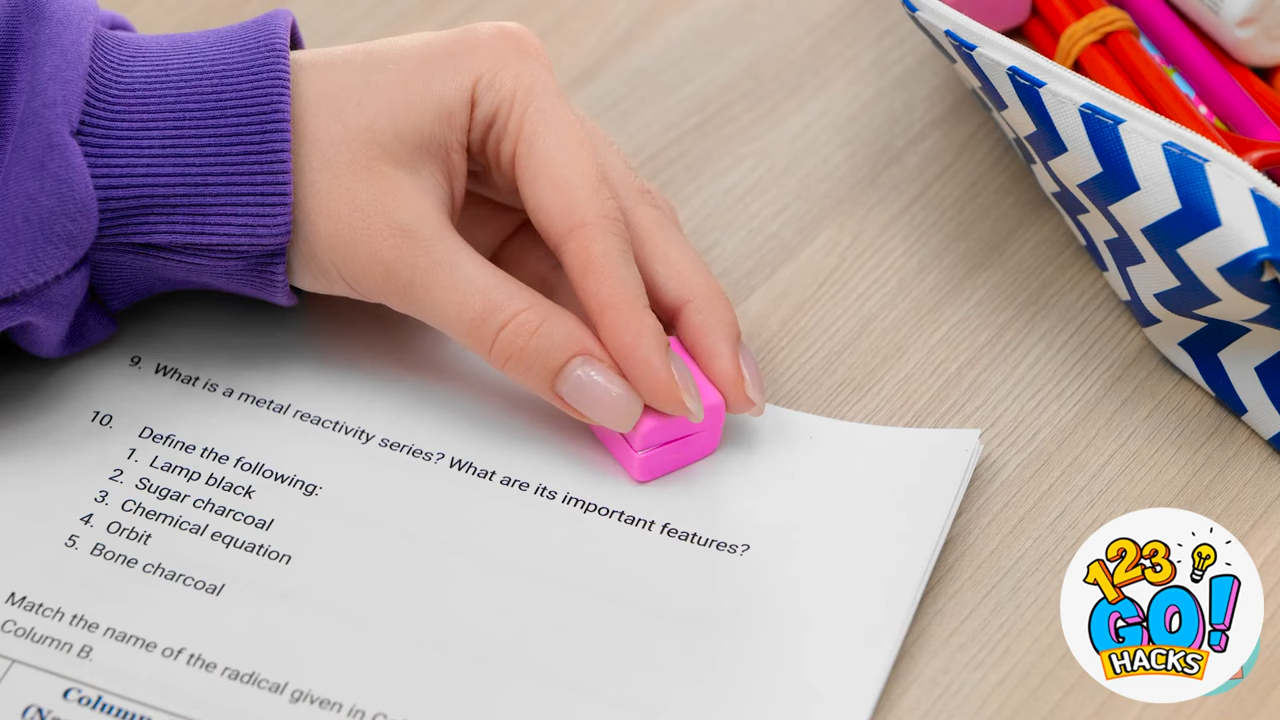 9. What is a metal reactivity series? What are its important features?
10. Define the following:
1. Lamp black
2. Sugar charcoal
3. Chemical equation
4. Orbit
5. Bone charcoal
Match the name of the radical given in
Column B.
Column
123
GO!
HACKS